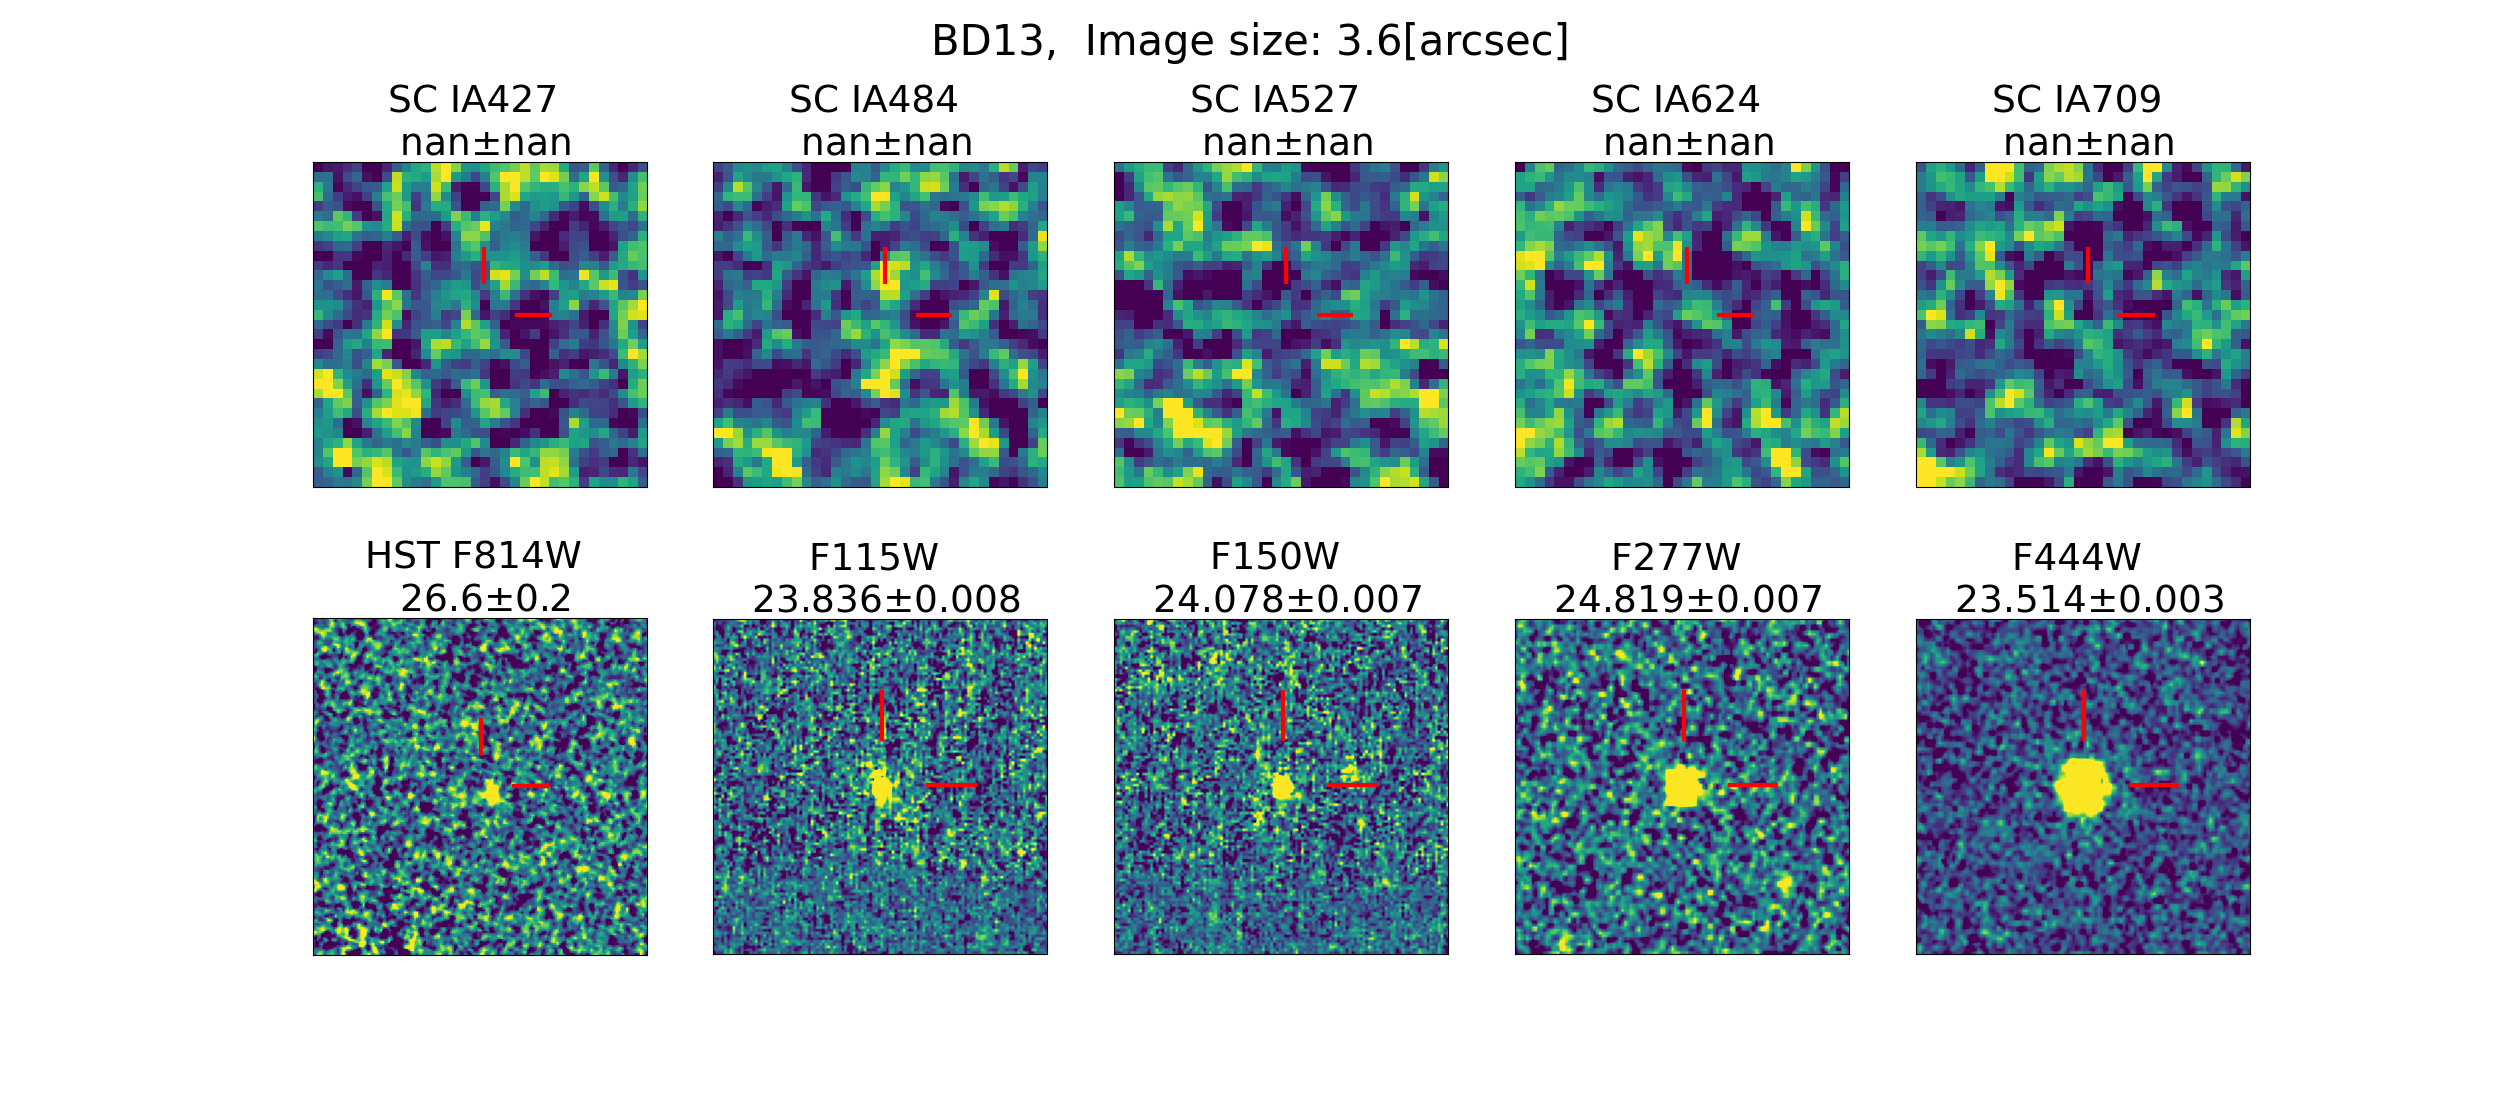 BD13,  Image size: 3.6[arcsec]
SC IA427
nan±nan
SC IA484
nan±nan
SC IA527
nan±nan
SC IA624
nan±nan
SC IA709
nan±nan
HST F814W
26.6±0.2
F115W
23.836±0.008
F150W
24.078±0.007
F277W
24.819±0.007
F444W
23.514±0.003